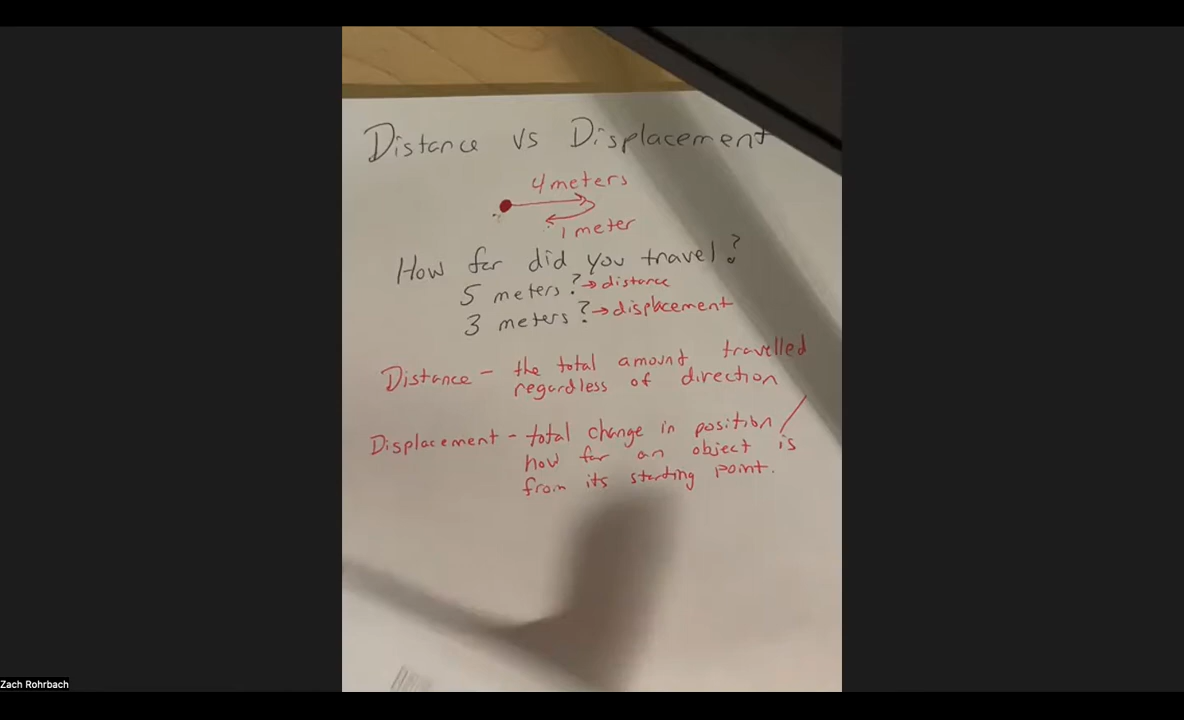 Distance vs Displacement
4 meters
1 meter
How far did you travel?
5 meters? → distance
3 meters? → displacement
Distance - the total amount travelled
regardless of direction
Displacement - total change in position /
how far an object is
from its starting point.
Zach Rohrbach